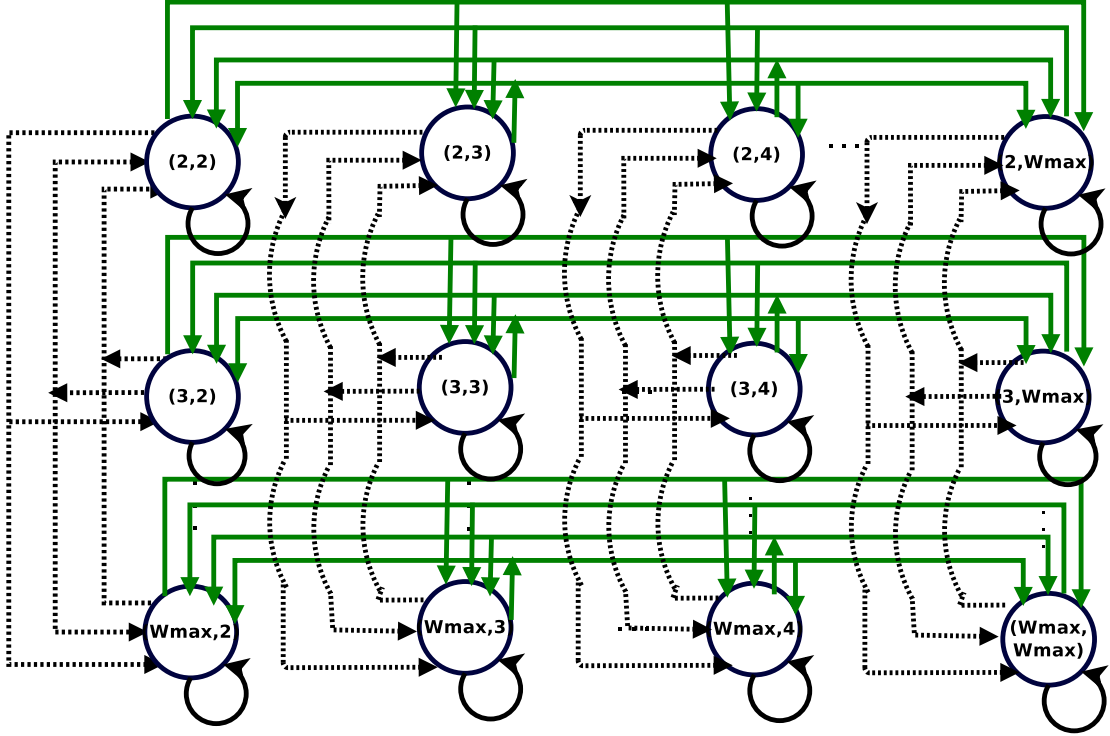 (2,2)
(2,3)
(2,4)
2,Wmax
(3,2)
(3,3)
(3,4)
3,Wmax
Wmax,2
Wmax,3
Wmax,4
(Wmax,
Wmax)